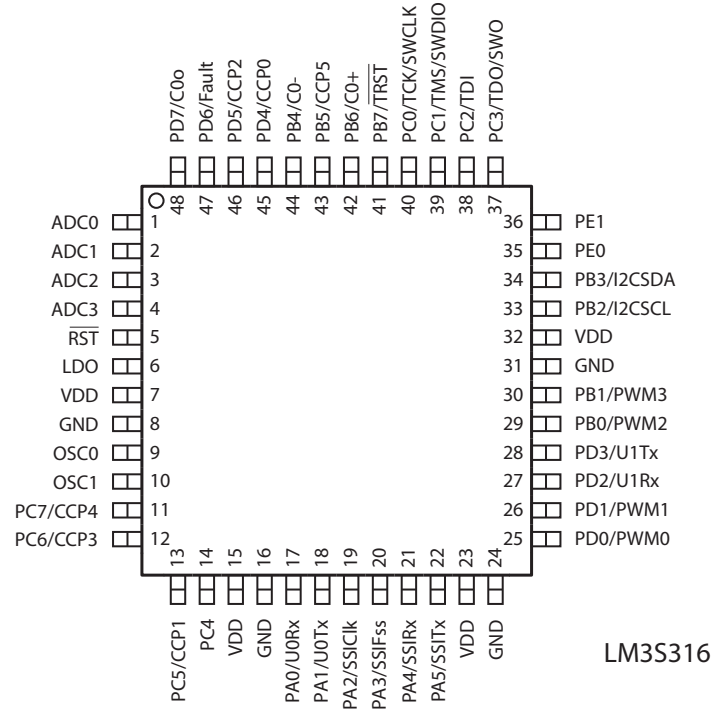 PD7/C0o
PD6/Fault
PD5/CCP2
PD4/CCP0
PB4/C0-
PB5/CCP5
PB6/C0+
PB7/TRST
PC0/TCK/SWCLK
PC1/TMS/SWDIO
PC2/TDI
PC3/TDO/SWO
48
47
46
45
44
43
42
41
40
39
38
37
ADC0 1
ADC1 2
ADC2 3
ADC3 4
RST 5
LDO 6
VDD 7
GND 8
OSC0 9
OSC1 10
PC7/CCP4 11
PC6/CCP3 12
36 PE1
35 PE0
34 PB3/I2CSDA
33 PB2/I2CSCL
32 VDD
31 GND
30 PB1/PWM3
29 PB0/PWM2
28 PD3/U1Tx
27 PD2/U1Rx
26 PD1/PWM1
25 PD0/PWM0
13
14
15
16
17
18
19
20
21
22
23
24
PC5/CCP1
PC4
VDD
GND
PA0/U0Rx
PA1/U0Tx
PA2/SSIClk
PA3/SSIFss
PA4/SSIRx
PA5/SSITx
VDD
GND
LM3S316